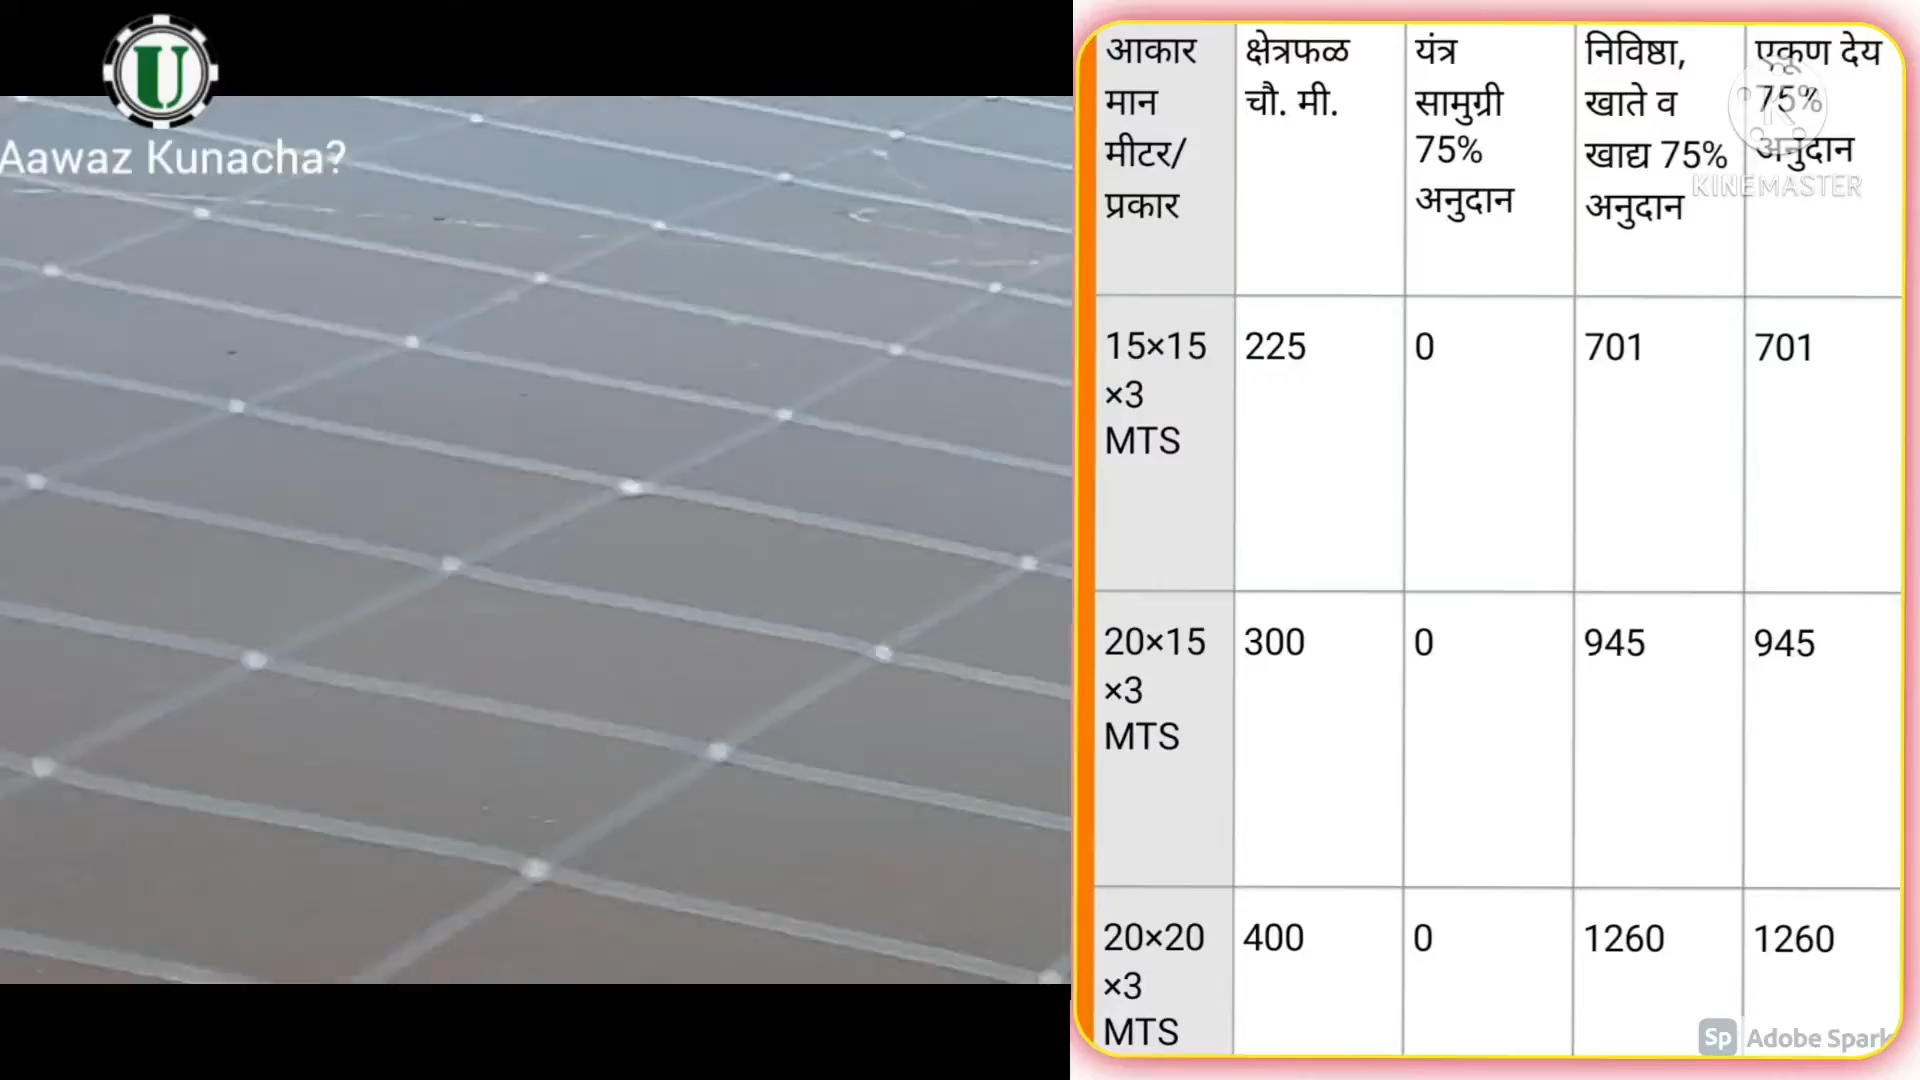 U
Aawaz Kunacha?
आकार
मान
मीटर/
प्रकार
क्षेत्रफळ
चौ. मी.
यंत्र
सामुग्री
75%
अनुदान
निविष्ठा,
खाते व
खाद्य 75%
अनुदान
एकूण देय
75%
अनुदान
KINEMASTER
15×15
×3
MTS
225
0
701
701
20×15
×3
MTS
300
0
945
945
20×20
×3
MTS
400
0
1260
1260
Sp Adobe Spark